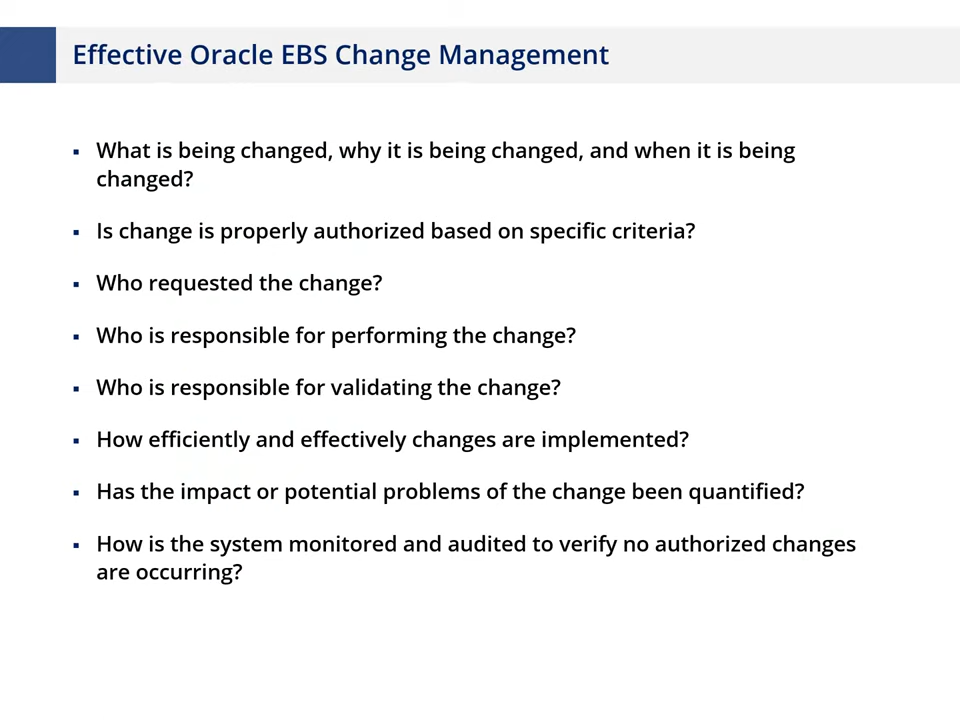 Effective Oracle EBS Change Management
▪ What is being changed, why it is being changed, and when it is being
changed?
▪ Is change is properly authorized based on specific criteria?
▪ Who requested the change?
▪ Who is responsible for performing the change?
▪ Who is responsible for validating the change?
▪ How efficiently and effectively changes are implemented?
▪ Has the impact or potential problems of the change been quantified?
▪ How is the system monitored and audited to verify no authorized changes
are occurring?